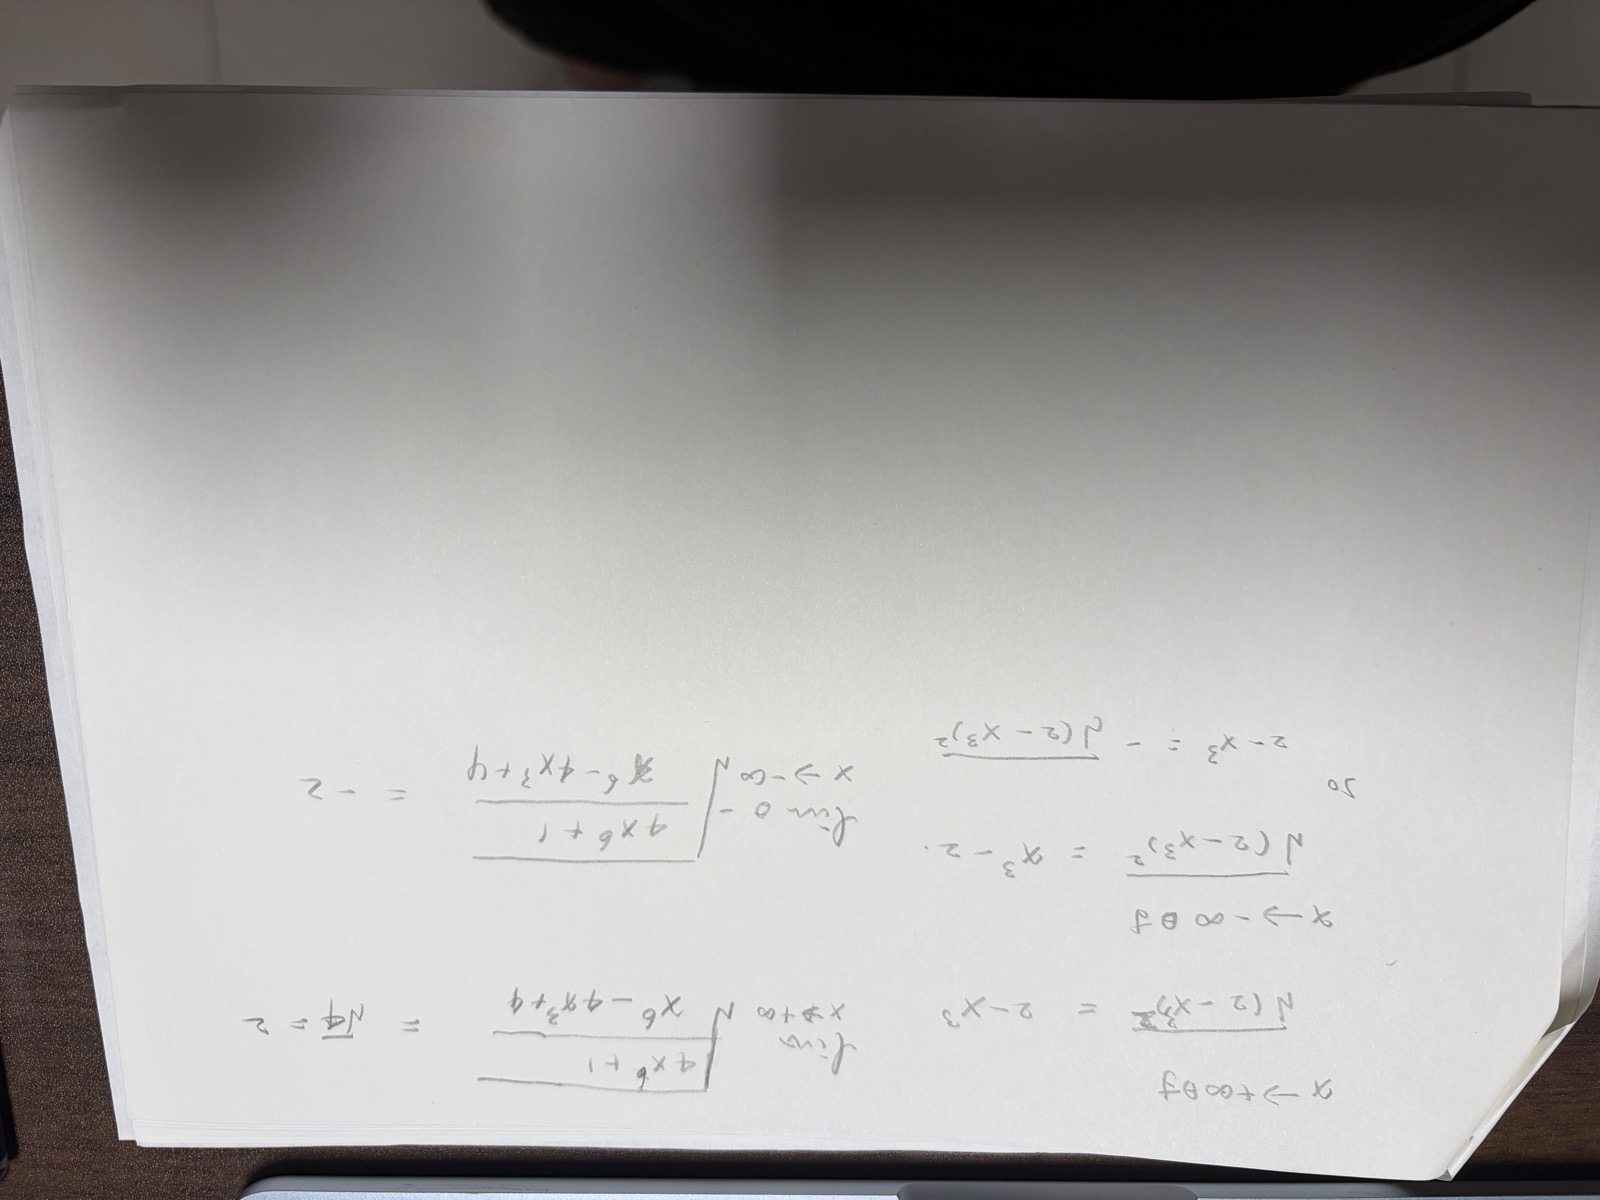 x → +∞ 时
√(2 - x³)² = 2 - x³
x → -∞ 时
√(2 - x³)² = x³ - 2.
so
2 - x³ = - √(2 - x³)²
lim x→+∞ √((4x⁶ + 1)/(x⁶ - 4x³ + 4)) = √4 = 2
lim x→-∞ 0 - √((4x⁶ + 1)/(x⁶ - 4x³ + 4)) = -2